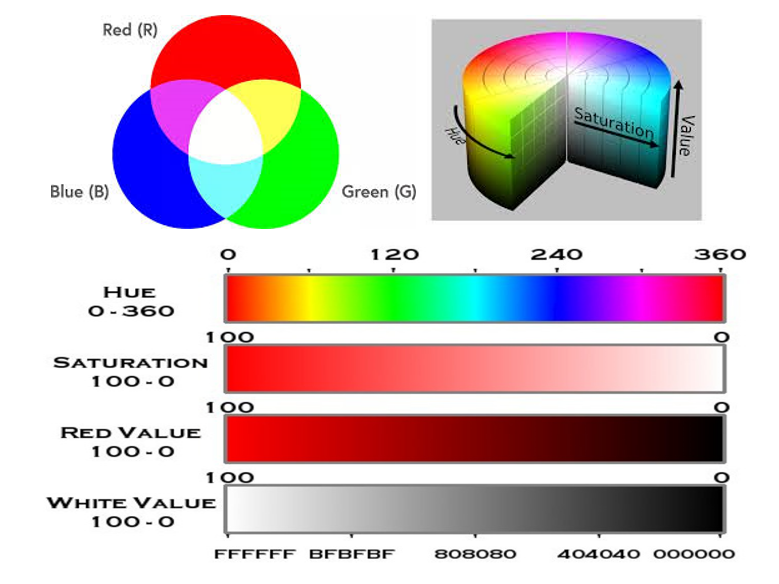 Red (R)
Blue (B)
Green (G)
Hue
Saturation
Value
0 120 240 360
HUE
0-360
100 0
SATURATION
100-0
100 0
RED VALUE
100-0
100 0
WHITE VALUE
100-0
FFFFFF BFBFBF 808080 404040 000000